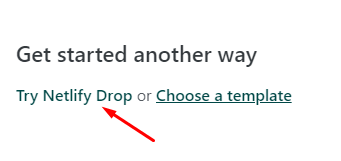 Get started another way
Try Netlify Drop or Choose a template